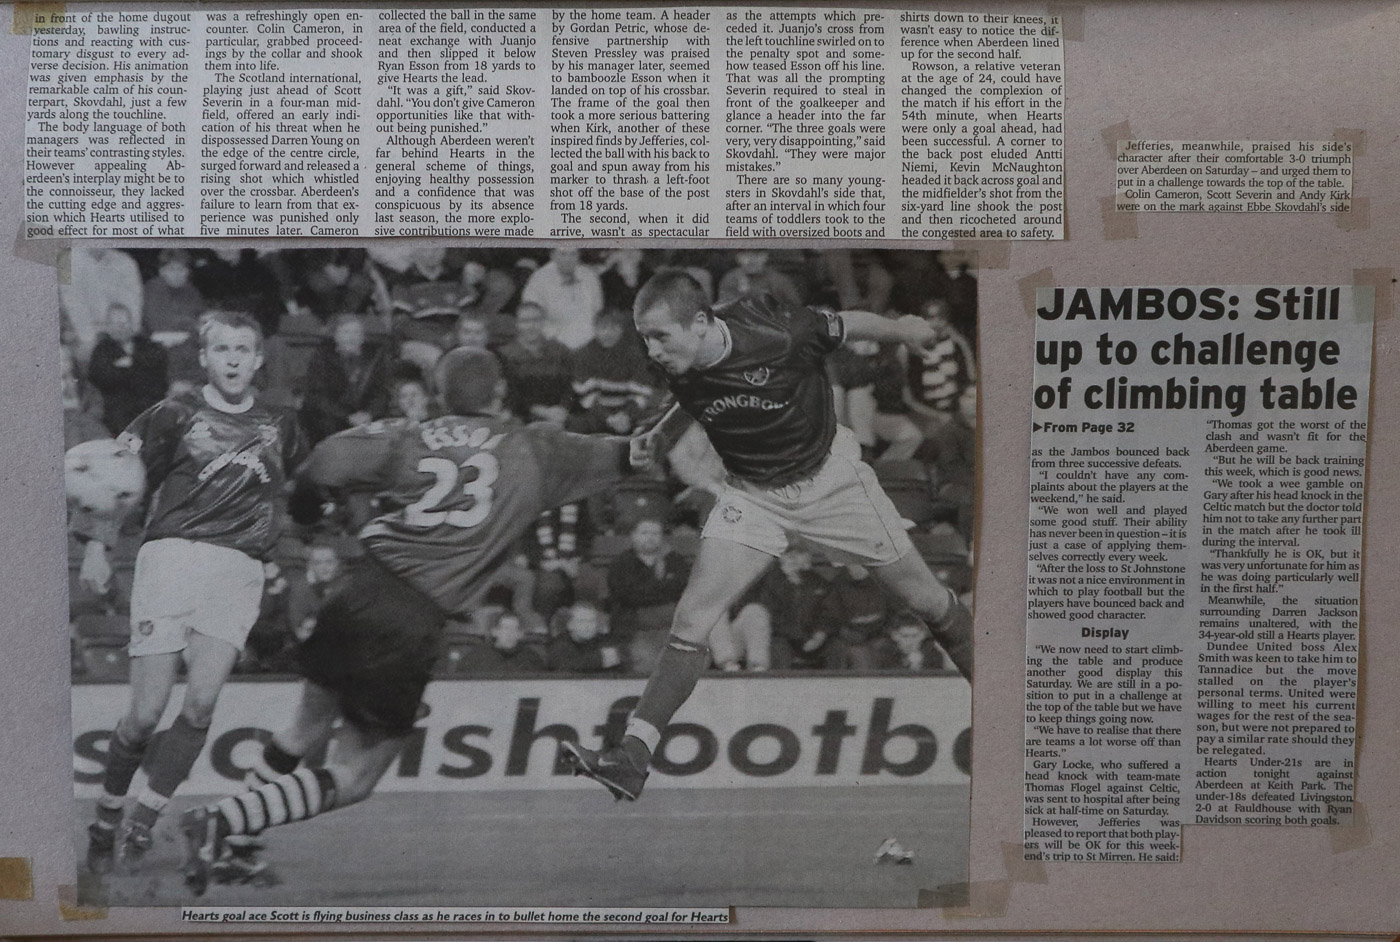 in front of the home dugout
yesterday, bawling instruc-
tions and reacting with cus-
tomary disgust to every ad-
verse decision. His animation
was given emphasis by the
remarkable calm of his coun-
terpart, Skovdahl, just a few
yards along the touchline.
The body language of both
managers was reflected in
their teams' contrasting styles.
However appealing Ab-
erdeen's interplay might be to
the connoisseur, they lacked
the cutting edge and aggres-
sion which Hearts utilised to
good effect for most of what
was a refreshingly open en-
counter. Colin Cameron, in
particular, grabbed proceed-
ings by the collar and shook
them into life.
The Scotland international,
playing just ahead of Scott
Severin in a four-man mid-
field, offered an early indi-
cation of his threat when he
dispossessed Darren Young on
the edge of the centre circle,
surged forward and released a
rising shot which whistled
over the crossbar. Aberdeen's
failure to learn from that ex-
perience was punished only
five minutes later. Cameron
collected the ball in the same
area of the field, conducted a
neat exchange with Juanjo
and then slipped it below
Ryan Esson from 18 yards to
give Hearts the lead.
"It was a gift," said Skov-
dahl. "You don't give Cameron
opportunities like that with-
out being punished."
Although Aberdeen weren't
far behind Hearts in the
general scheme of things,
enjoying healthy possession
and a confidence that was
conspicuous by its absence
last season, the more explo-
sive contributions were made
by the home team. A header
by Gordan Petric, whose de-
fensive partnership with
Steven Pressley was praised
by his manager later, seemed
to bamboozle Esson when it
landed on top of his crossbar.
The frame of the goal then
took a more serious battering
when Kirk, another of these
inspired finds by Jefferies, col-
lected the ball with his back to
goal and spun away from his
marker to thrash a left-foot
shot off the base of the post
from 18 yards.
The second, when it did
arrive, wasn't as spectacular
as the attempts which pre-
ceded it. Juanjo's cross from
the left touchline swirled on to
the penalty spot and some-
how teased Esson off his line.
That was all the prompting
Severin required to steal in
front of the goalkeeper and
glance a header into the far
corner. "The three goals were
very, very disappointing," said
Skovdahl. "They were major
mistakes."
There are so many young-
sters in Skovdahl's side that,
after an interval in which four
teams of toddlers took to the
field with oversized boots and
shirts down to their knees, it
wasn't easy to notice the dif-
ference when Aberdeen lined
up for the second half.
Rowson, a relative veteran
at the age of 24, could have
changed the complexion of
the match if his effort in the
54th minute, when Hearts
were only a goal ahead, had
been successful. A corner to
the back post eluded Antti
Niemi, Kevin McNaughton
headed it back across goal and
the midfielder's shot from the
six-yard line shook the post
and then ricocheted around
the congested area to safety.
Jefferies, meanwhile, praised his side's
character after their comfortable 3-0 triumph
over Aberdeen on Saturday – and urged them to
put in a challenge towards the top of the table.
Colin Cameron, Scott Severin and Andy Kirk
were on the mark against Ebbe Skovdahl's side
JAMBOS: Still
up to challenge
of climbing table
▶From Page 32
as the Jambos bounced back
from three successive defeats.
"I couldn't have any com-
plaints about the players at the
weekend," he said.
"We won well and played
some good stuff. Their ability
has never been in question – it is
just a case of applying them-
selves correctly every week.
"After the loss to St Johnstone
it was not a nice environment in
which to play football but the
players have bounced back and
showed good character.
Display
"We now need to start climb-
ing the table and produce
another good display this
Saturday. We are still in a po-
sition to put in a challenge at
the top of the table but we have
to keep things going now.
"We have to realise that there
are teams a lot worse off than
Hearts."
Gary Locke, who suffered a
head knock with team-mate
Thomas Flogel against Celtic,
was sent to hospital after being
sick at half-time on Saturday.
However, Jefferies was
pleased to report that both play-
ers will be OK for this week-
end's trip to St Mirren. He said:
"Thomas got the worst of the
clash and wasn't fit for the
Aberdeen game.
"But he will be back training
this week, which is good news.
"We took a wee gamble on
Gary after his head knock in the
Celtic match but the doctor told
him not to take any further part
in the match after he took ill
during the interval.
"Thankfully he is OK, but it
was very unfortunate for him as
he was doing particularly well
in the first half."
Meanwhile, the situation
surrounding Darren Jackson
remains unaltered, with the
34-year-old still a Hearts player.
Dundee United boss Alex
Smith was keen to take him to
Tannadice but the move
stalled on the player's
personal terms. United were
willing to meet his current
wages for the rest of the sea-
son, but were not prepared to
pay a similar rate should they
be relegated.
Hearts Under-21s are in
action tonight against
Aberdeen at Keith Park. The
under-18s defeated Livingston
2-0 at Fauldhouse with Ryan
Davidson scoring both goals.
ESSON
23
RONGBOW
ishfootba
Hearts goal ace Scott is flying business class as he races in to bullet home the second goal for Hearts